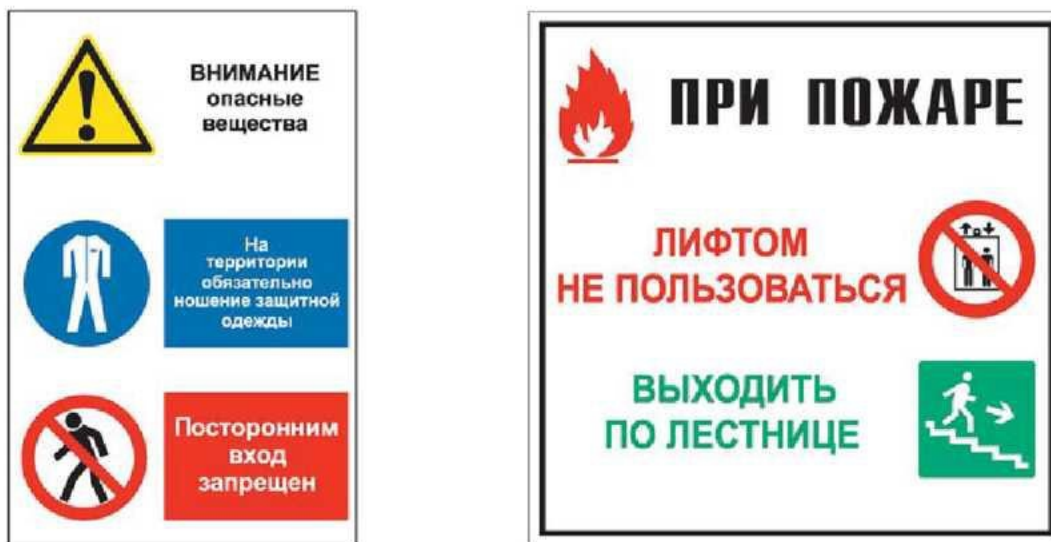 ВНИМАНИЕ
опасные
вещества
На
территории
обязательно
ношение защитной
одежды
Посторонним
вход
запрещен
ПРИ ПОЖАРЕ
ЛИФТОМ
НЕ ПОЛЬЗОВАТЬСЯ
ВЫХОДИТЬ
ПО ЛЕСТНИЦЕ